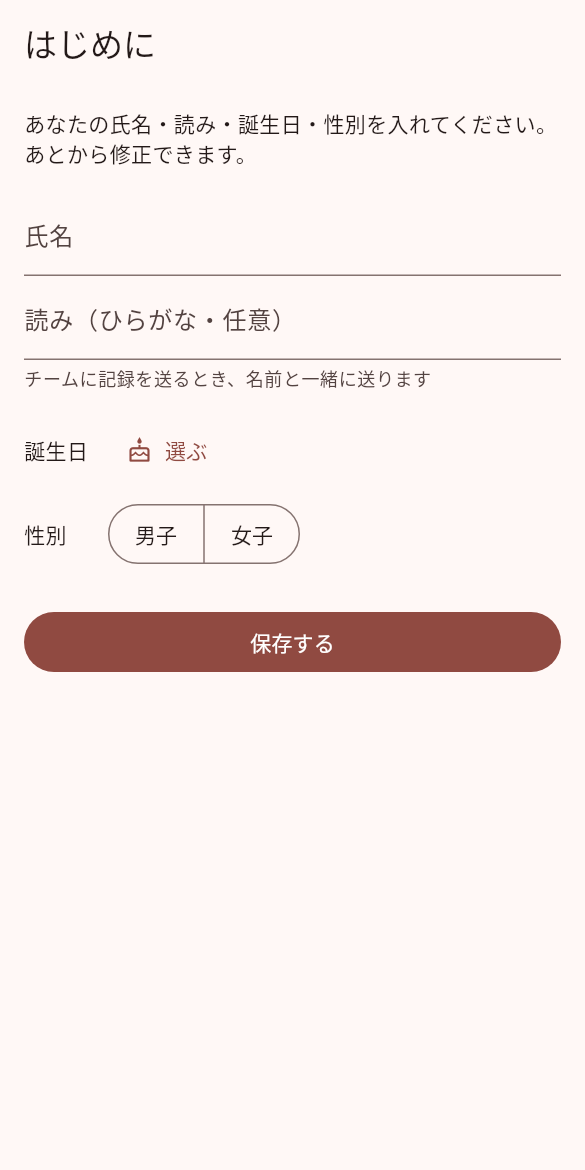 はじめに
あなたの氏名・読み・誕生日・性別を入れてください。
あとから修正できます。
氏名
読み（ひらがな・任意）
チームに記録を送るとき、名前と一緒に送ります
誕生日 選ぶ
性別 男子 女子
保存する